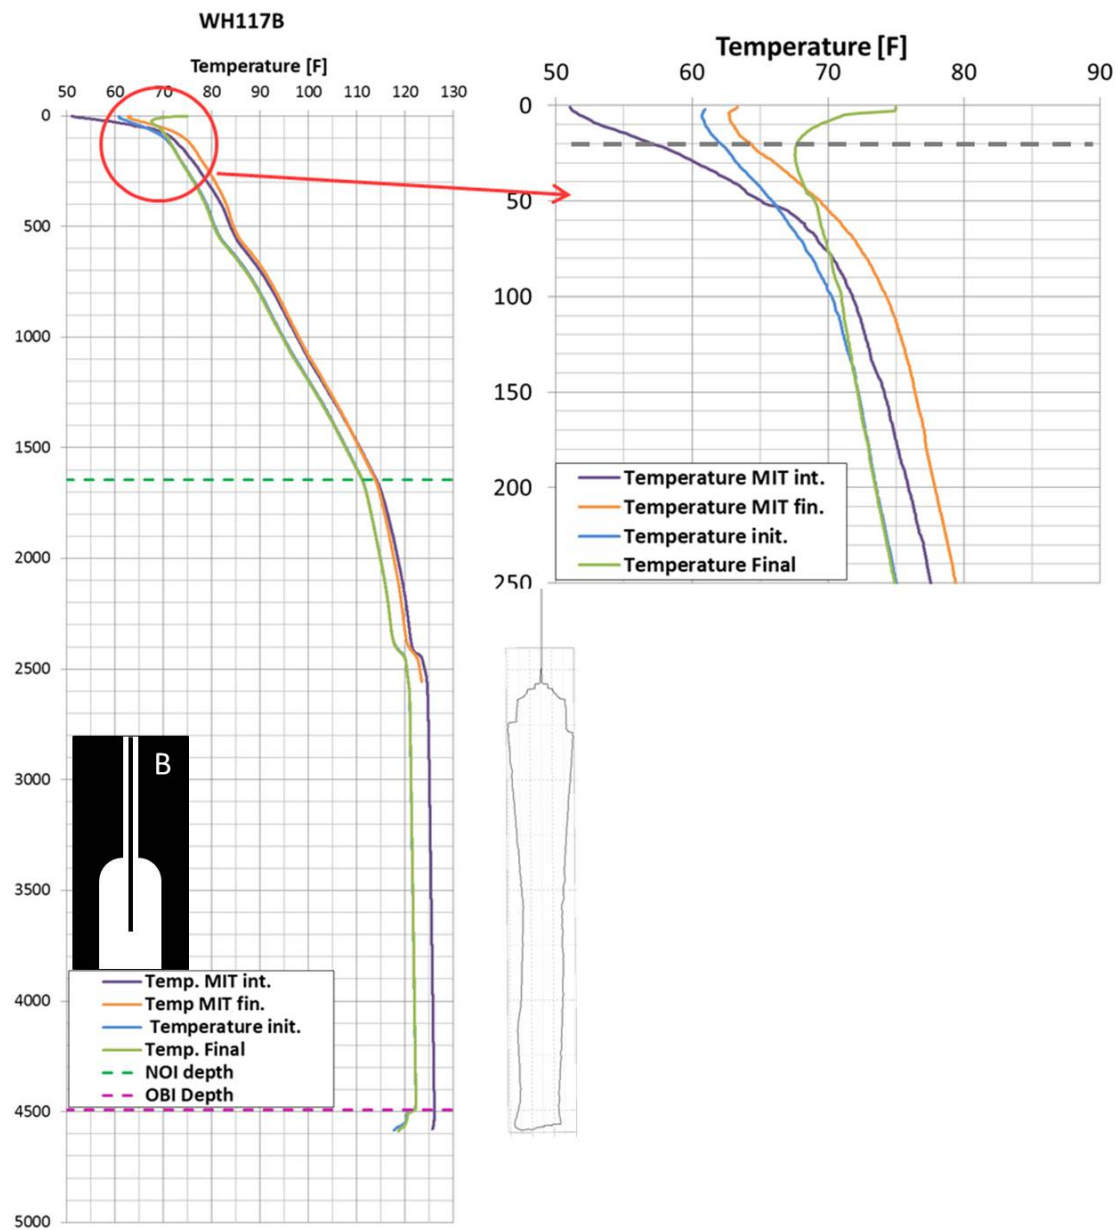 WH117B
Temperature [F]
50 60 70 80 90 100 110 120 130
0
500
1000
1500
2000
2500
3000
3500
4000
4500
5000
B
Temp. MIT int.
Temp MIT fin.
Temperature init.
Temp. Final
NOI depth
OBI Depth
Temperature [F]
50 60 70 80 90
0
50
100
150
200
250
Temperature MIT int.
Temperature MIT fin.
Temperature init.
Temperature Final